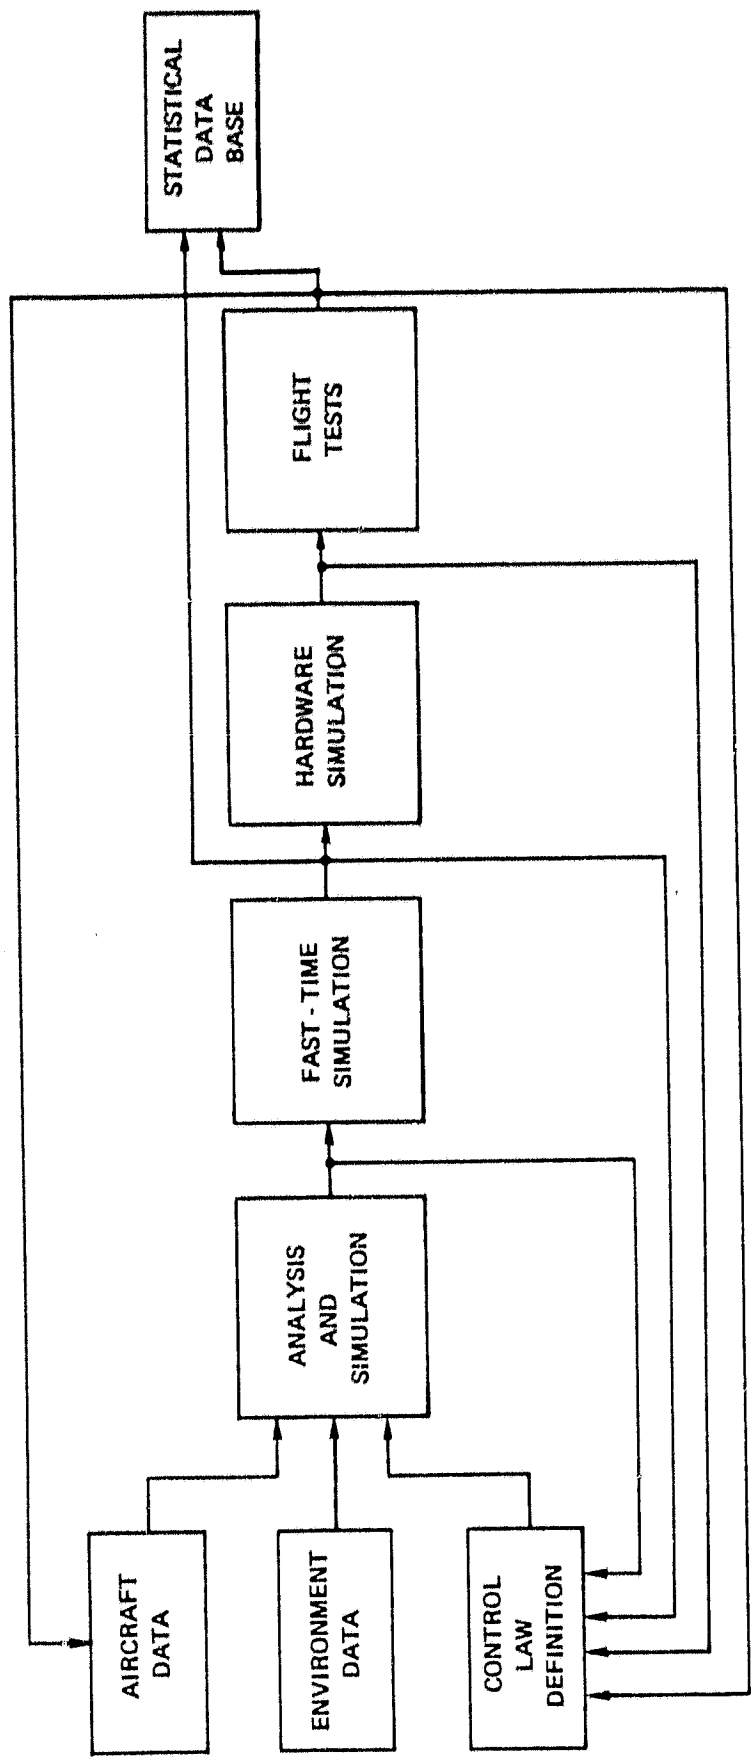 AIRCRAFT
DATA
ENVIRONMENT
DATA
CONTROL
LAW
DEFINITION
ANALYSIS
AND
SIMULATION
FAST - TIME
SIMULATION
HARDWARE
SIMULATION
FLIGHT
TESTS
STATISTICAL
DATA
BASE